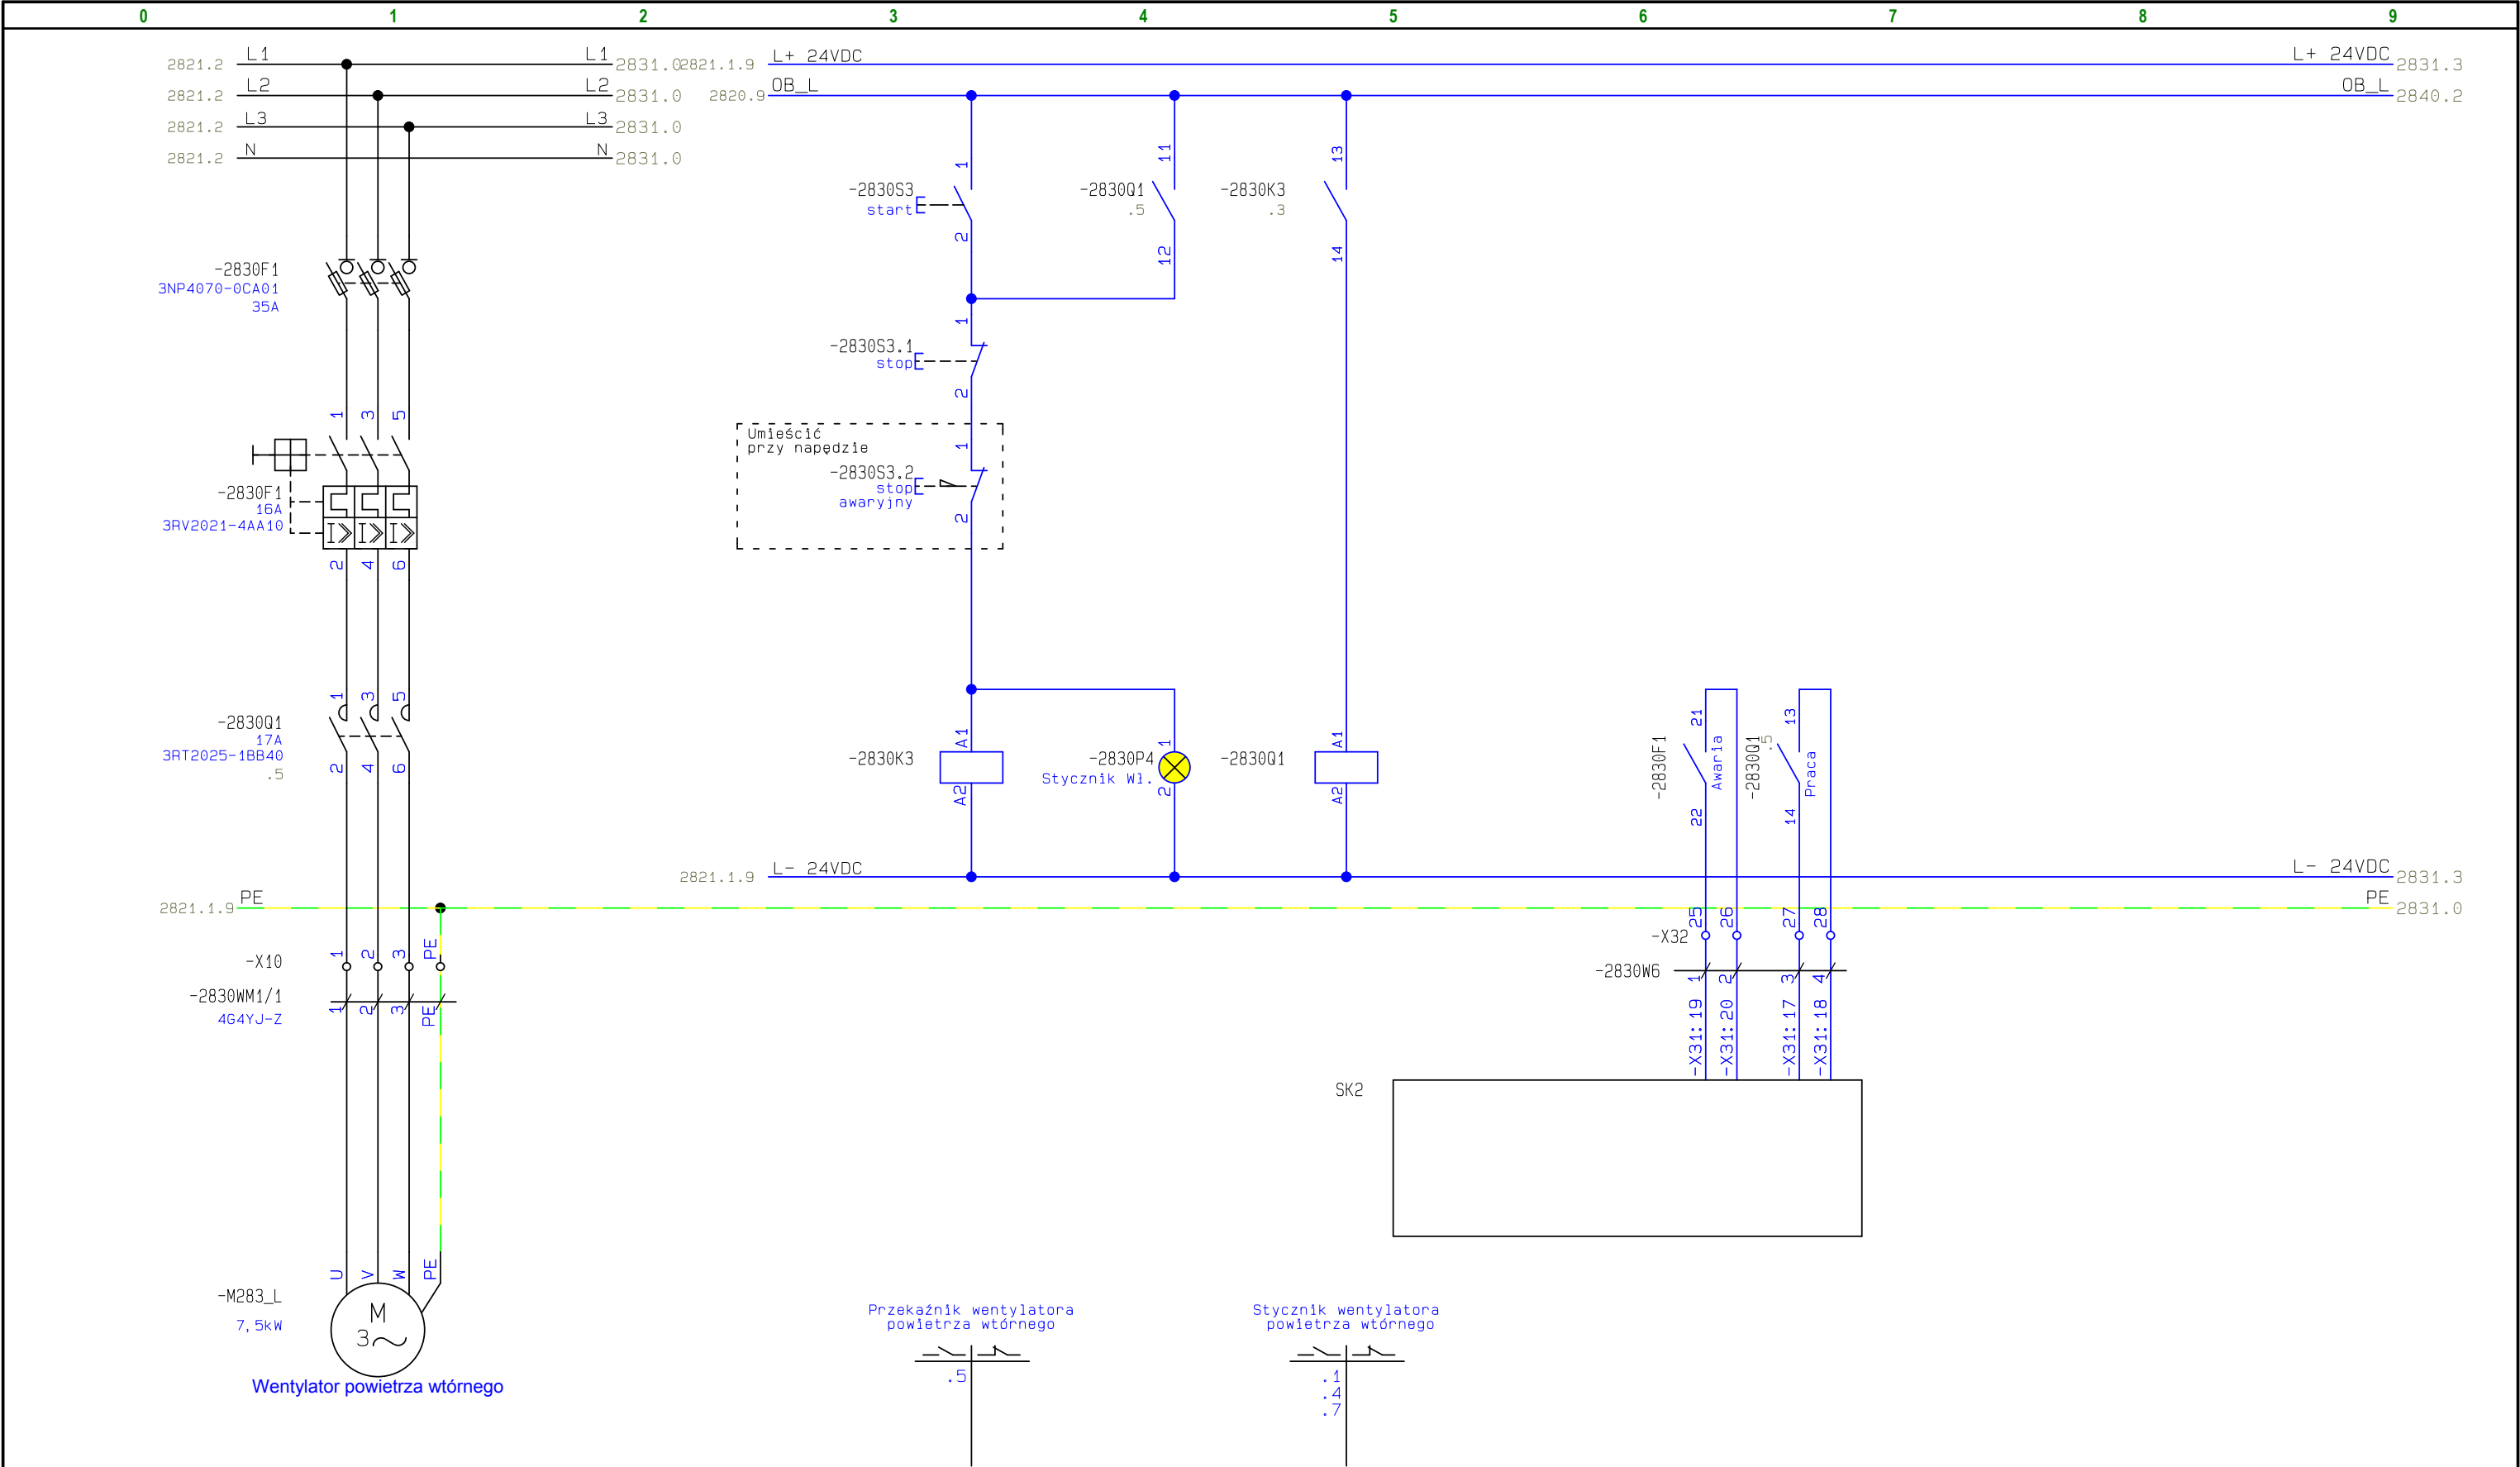 0 1 2 3 4 5 6 7 8 9
2821.2 L1 L1 2831.0
2821.2 L2 L2 2831.0
2821.2 L3 L3 2831.0
2821.2 N N 2831.0
2821.1.9 L+ 24VDC L+ 24VDC 2831.3
2820.9 OB_L OB_L 2840.2
-2830F1
3NP4070-0CA01
35A
1 3 5
-2830F1
16A
3RV2021-4AA10
I I I
2 4 6
1 3 5
-2830Q1
17A
3RT2025-1BB40
.5
2 4 6
2821.1.9 PE PE 2831.0
-X10
1 2 3 PE
-2830WM1/1
4G4YJ-Z
1 2 3 PE
U V W PE
-M283_L
7,5kW
M
3
Wentylator powietrza wtórnego
1
-2830S3
start
2
11
-2830Q1
.5
12
13
-2830K3
.3
14
1
-2830S3.1
stop
2
Umieścić
przy napędzie
1
-2830S3.2
stop
awaryjny
2
A1
-2830K3
A2
1
-2830P4
Stycznik Wł.
2
A1
-2830Q1
A2
2821.1.9 L- 24VDC L- 24VDC 2831.3
21
-2830F1
Awaria
22
13
-2830Q1
.5
Praca
14
-X32
25 26 27 28
-2830W6
1 2 3 4
-X31:19 -X31:20 -X31:17 -X31:18
SK2
Przekaźnik wentylatora
powietrza wtórnego
.5
Stycznik wentylatora
powietrza wtórnego
.1
.4
.7